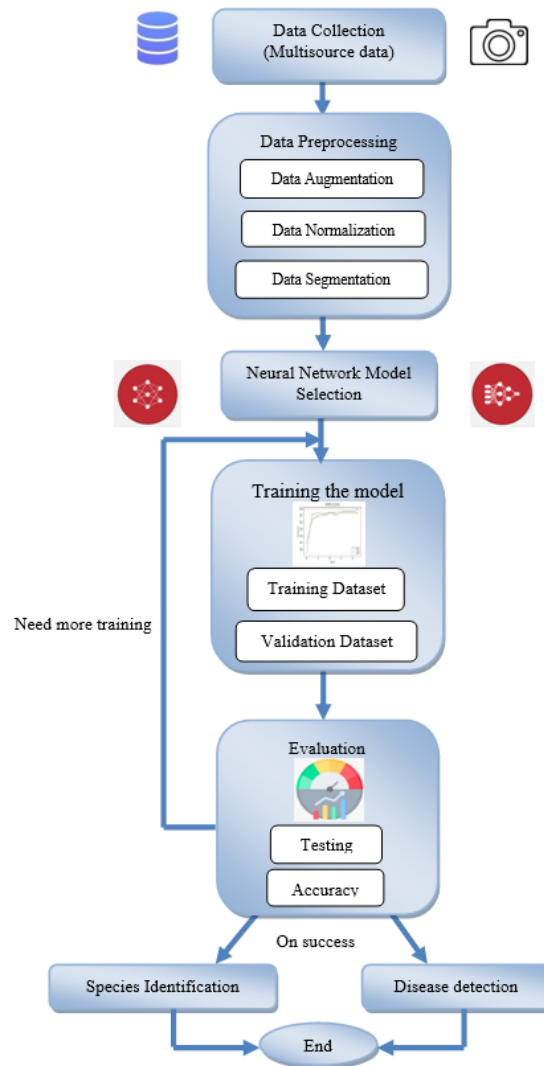 Data Collection
(Multisource data)
Data Preprocessing
Data Augmentation
Data Normalization
Data Segmentation
Neural Network Model
Selection
Training the model
Training Dataset
Validation Dataset
Need more training
Evaluation
Testing
Accuracy
On success
Species Identification
Disease detection
End